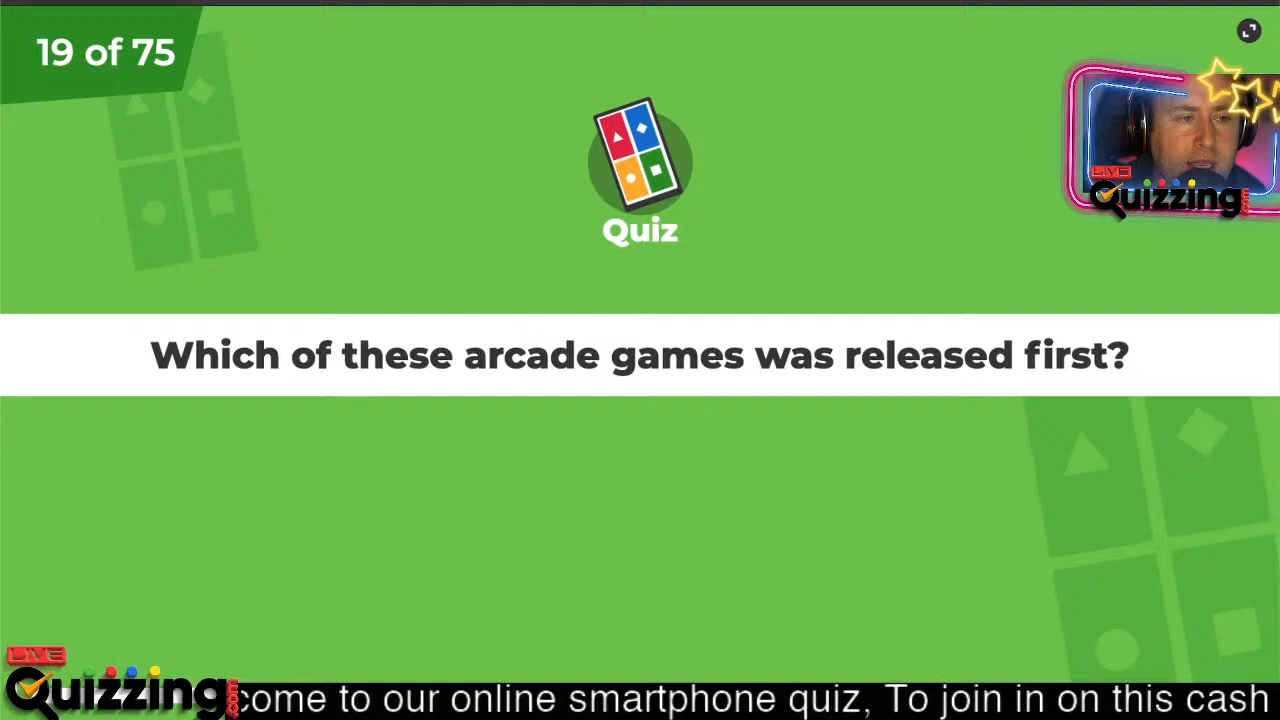 19 of 75
Quiz
LIVE
Quizzing.com
Which of these arcade games was released first?
LIVE
Quizzing.com
come to our online smartphone quiz, To join in on this cash